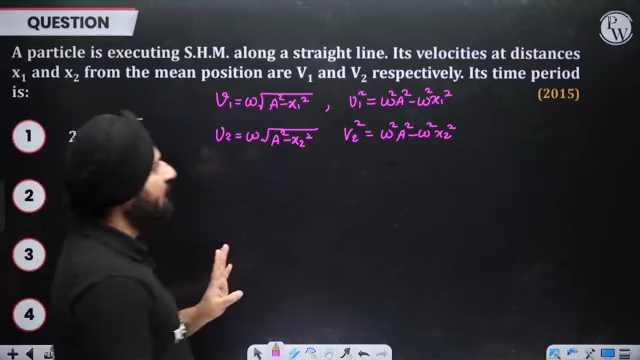 QUESTION
A particle is executing S.H.M. along a straight line. Its velocities at distances
x₁ and x₂ from the mean position are V₁ and V₂ respectively. Its time period
is:
(2015)
v₁ = ω√(A²−x₁²) , v₁² = ω²A²−ω²x₁²
v₂ = ω√(A²−x₂²) v₂² = ω²A²−ω²x₂²
1
2
3
4
PW